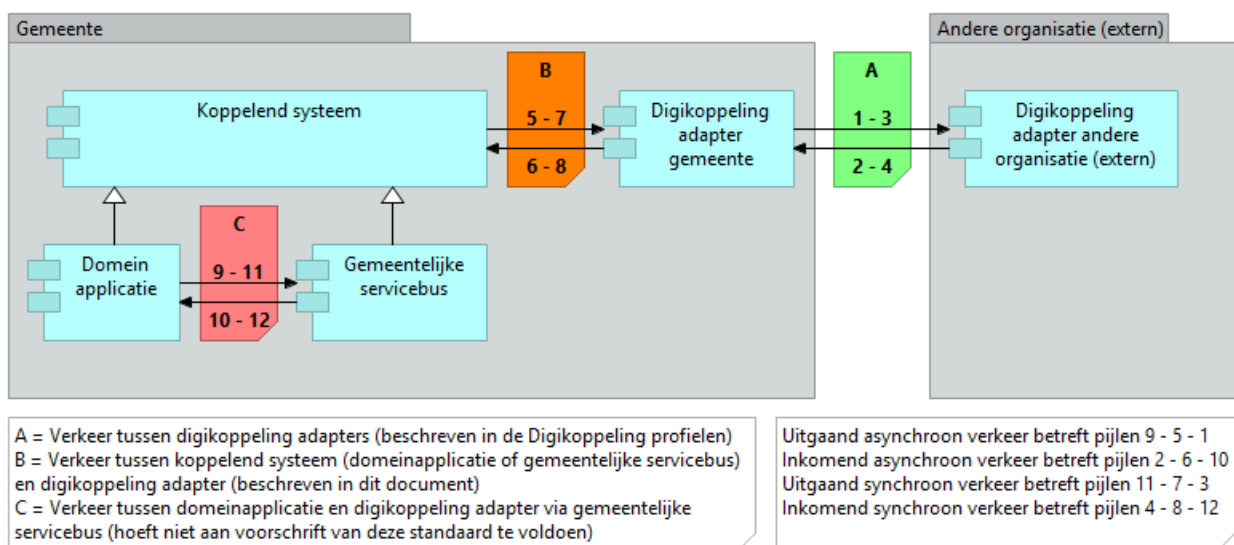 Gemeente
Andere organisatie (extern)
Koppelend systeem
B
5 - 7
6 - 8
Digikoppeling
adapter
gemeente
A
1 - 3
2 - 4
Digikoppeling
adapter andere
organisatie (extern)
Domein
applicatie
C
9 - 11
10 - 12
Gemeentelijke
servicebus
A = Verkeer tussen digikoppeling adapters (beschreven in de Digikoppeling profielen)
B = Verkeer tussen koppelend systeem (domeinapplicatie of gemeentelijke servicebus)
en digikoppeling adapter (beschreven in dit document)
C = Verkeer tussen domeinapplicatie en digikoppeling adapter via gemeentelijke
servicebus (hoeft niet aan voorschrift van deze standaard te voldoen)
Uitgaand asynchroon verkeer betreft pijlen 9 - 5 - 1
Inkomend asynchroon verkeer betreft pijlen 2 - 6 - 10
Uitgaand synchroon verkeer betreft pijlen 11 - 7 - 3
Inkomend synchroon verkeer betreft pijlen 4 - 8 - 12